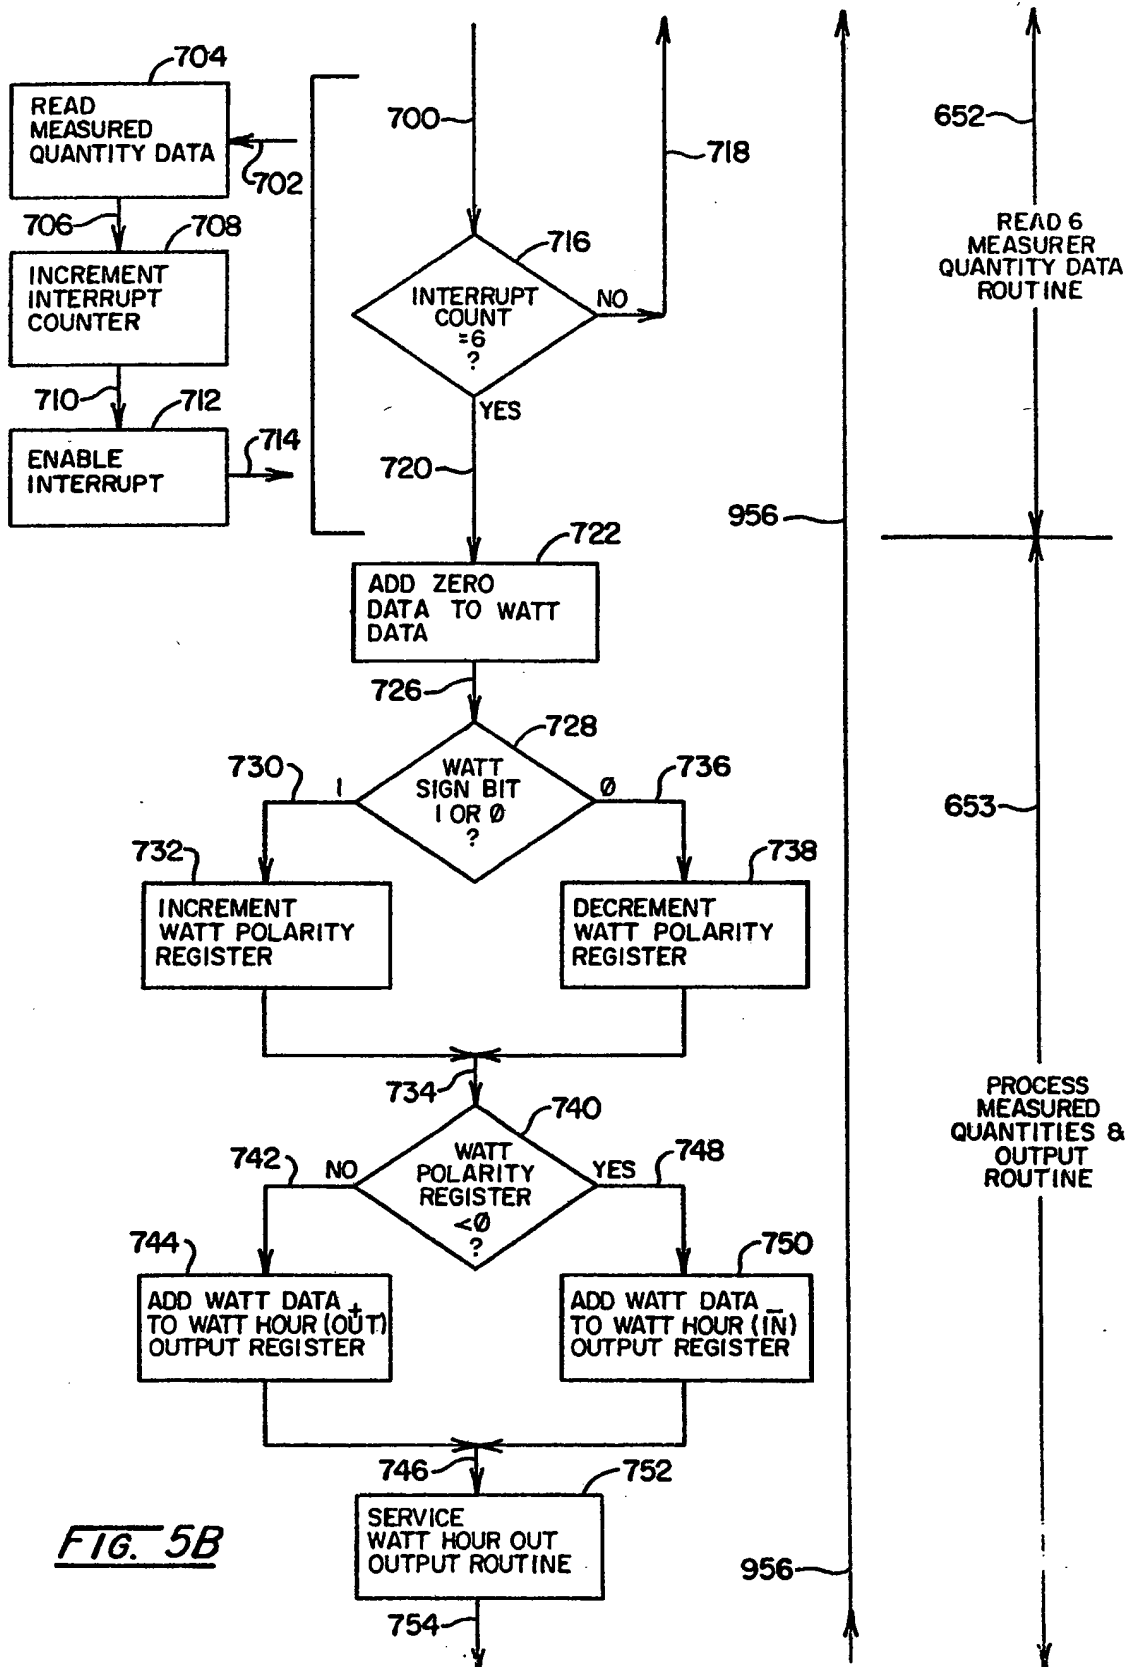 704
READ
MEASURED
QUANTITY DATA
702
706
708
INCREMENT
INTERRUPT
COUNTER
710
712
ENABLE
INTERRUPT
714
700
718
716
INTERRUPT
COUNT
=6
?
NO
YES
720
722
ADD ZERO
DATA TO WATT
DATA
726
728
WATT
SIGN BIT
1 OR Ø
?
730
1
Ø
736
732
INCREMENT
WATT POLARITY
REGISTER
738
DECREMENT
WATT POLARITY
REGISTER
734
740
WATT
POLARITY
REGISTER
<Ø
?
742
NO
YES
748
744
ADD WATT DATA +
TO WATT HOUR (OUT)
OUTPUT REGISTER
750
ADD WATT DATA −
TO WATT HOUR (IN)
OUTPUT REGISTER
746
752
SERVICE
WATT HOUR OUT
OUTPUT ROUTINE
754
956
956
652
READ 6
MEASURER
QUANTITY DATA
ROUTINE
653
PROCESS
MEASURED
QUANTITIES &
OUTPUT
ROUTINE
FIG. 5B